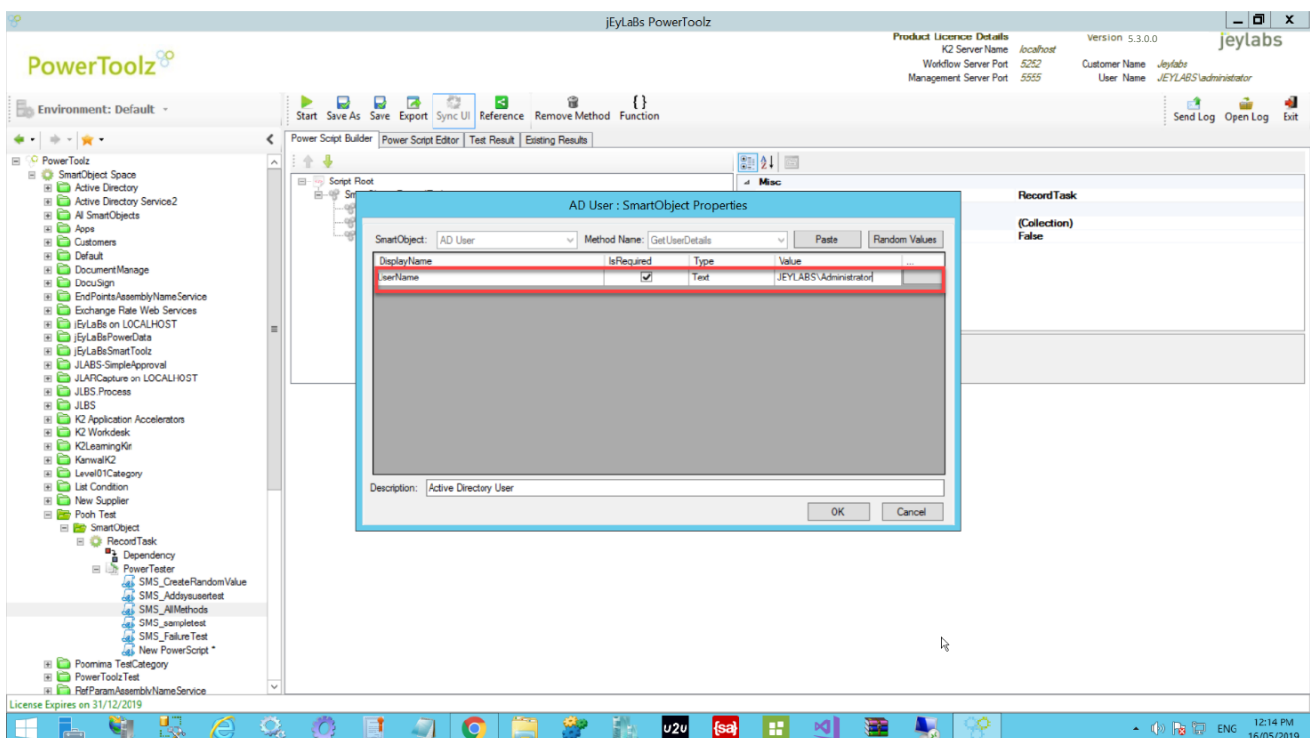 jEyLaBs PowerToolz
PowerToolz
Product Licence Details
K2 Server Name localhost
Workflow Server Port 5252
Management Server Port 5555
Version 5.3.0.0
Customer Name Jeylabs
User Name JEYLABS\administrator
jeylabs
Environment: Default
Start Save As Save Export Sync UI Reference Remove Method Function
Send Log Open Log Exit
Power Script Builder Power Script Editor Test Result Existing Results
PowerToolz
SmartObject Space
Active Directory
Active Directory Service2
All SmartObjects
Apps
Customers
Default
DocumentManage
DocuSign
EndPointsAssemblyNameService
Exchange Rate Web Services
jEyLaBs on LOCALHOST
jEyLaBsPowerData
jEyLaBsSmartToolz
JLABS-SimpleApproval
JLARCapture on LOCALHOST
JLBS.Process
JLBS
K2 Application Accelerators
K2 Workdesk
K2LearningKir
KanwalK2
Level01Category
List Condition
New Supplier
Pooh Test
SmartObject
RecordTask
Dependency
PowerTester
SMS_CreateRandomValue
SMS_Addsysusertest
SMS_AllMethods
SMS_sampletest
SMS_FailureTest
New PowerScript *
Poornima TestCategory
PowerToolzTest
RefParamAssemblyNameService
Script Root
Misc
RecordTask
(Collection)
False
AD User : SmartObject Properties
SmartObject: AD User Method Name: GetUserDetails Paste Random Values
DisplayName IsRequired Type Value ...
UserName Text JEYLABS\Administrator
Description: Active Directory User
OK Cancel
License Expires on 31/12/2019
U2U {sa} ENG 12:14 PM
16/05/2019